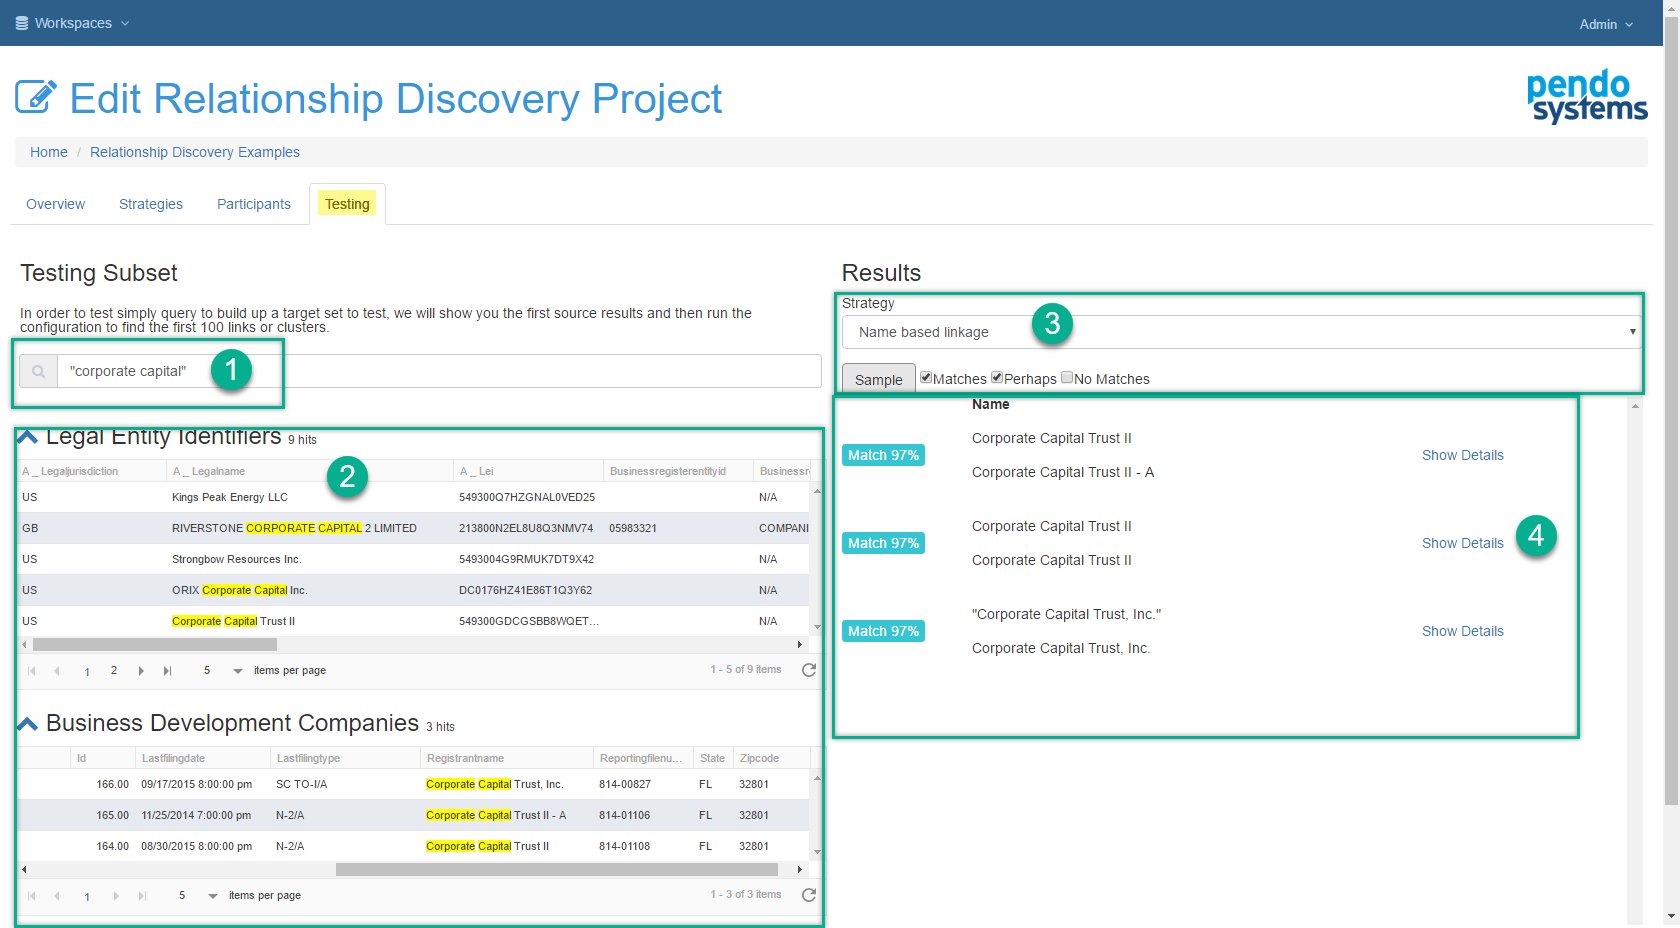 Workspaces
Admin
Edit Relationship Discovery Project
pendo
systems
Home / Relationship Discovery Examples
Overview
Strategies
Participants
Testing
Testing Subset
In order to test simply query to build up a target set to test, we will show you the first source results and then run the
configuration to find the first 100 links or clusters.
"corporate capital"
1
Legal Entity Identifiers 9 hits
2
A _ Legaljurisdiction A _ Legalname A _ Lei Businessregisterentityid
US Kings Peak Energy LLC 549300Q7HZGNAL0VED25 N/A
GB RIVERSTONE CORPORATE CAPITAL 2 LIMITED 213800N2EL8U8Q3NMV74 05983321 COMPANI
US Strongbow Resources Inc. 5493004G9RMUK7DT9X42 N/A
US ORIX Corporate Capital Inc. DC0176HZ41E86T1Q3Y62 N/A
US Corporate Capital Trust II 549300GDCGSBB8WQET... N/A
1 2 5 items per page 1 - 5 of 9 items
Business Development Companies 3 hits
Id Lastfilingdate Lastfilingtype Registrantname Reportingfilenu... State Zipcode
166.00 09/17/2015 8:00:00 pm SC TO-I/A Corporate Capital Trust, Inc. 814-00827 FL 32801
165.00 11/25/2014 7:00:00 pm N-2/A Corporate Capital Trust II - A 814-01106 FL 32801
164.00 08/30/2015 8:00:00 pm N-2/A Corporate Capital Trust II 814-01108 FL 32801
1 5 items per page 1 - 3 of 3 items
Results
Strategy
Name based linkage
3
Sample Matches Perhaps No Matches
Name
Corporate Capital Trust II
Match 97% Show Details
Corporate Capital Trust II - A
Corporate Capital Trust II
Match 97% Show Details
4
Corporate Capital Trust II
"Corporate Capital Trust, Inc."
Match 97% Show Details
Corporate Capital Trust, Inc.